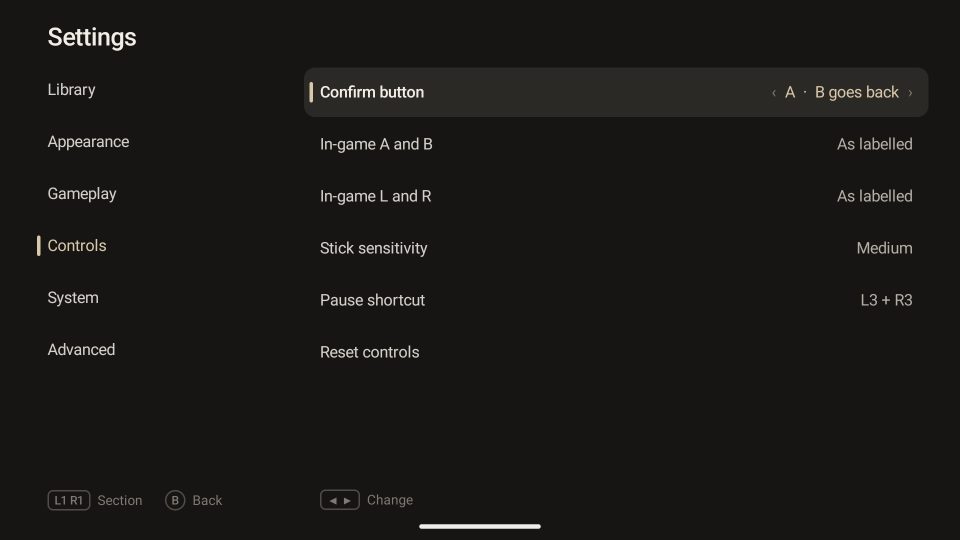 Settings
Library
Appearance
Gameplay
Controls
System
Advanced
Confirm button ‹ A · B goes back ›
In-game A and B As labelled
In-game L and R As labelled
Stick sensitivity Medium
Pause shortcut L3 + R3
Reset controls
L1 R1 Section B Back ◀ ▶ Change